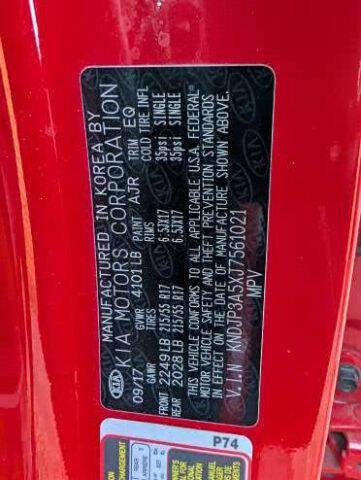 MANUFACTURED IN KOREA BY
KIA MOTORS CORPORATION
09/17 AJR TRIM EQ
GVWR 4101LB
GAWR RIMS COLD TIRE INFL
FRONT 2249LB 215/55 R17 6.5JX17 35psi SINGLE
REAR 2028LB 215/55 R17 6.5JX17 35psi SINGLE
THIS VEHICLE CONFORMS TO ALL APPLICABLE U.S.A. FEDERAL
MOTOR VEHICLE SAFETY, BUMPER, AND THEFT PREVENTION STANDARDS
IN EFFECT ON THE DATE OF MANUFACTURE SHOWN ABOVE.
V.I.N KNDJP3A5XJ7561021
MPV
KIA
P74